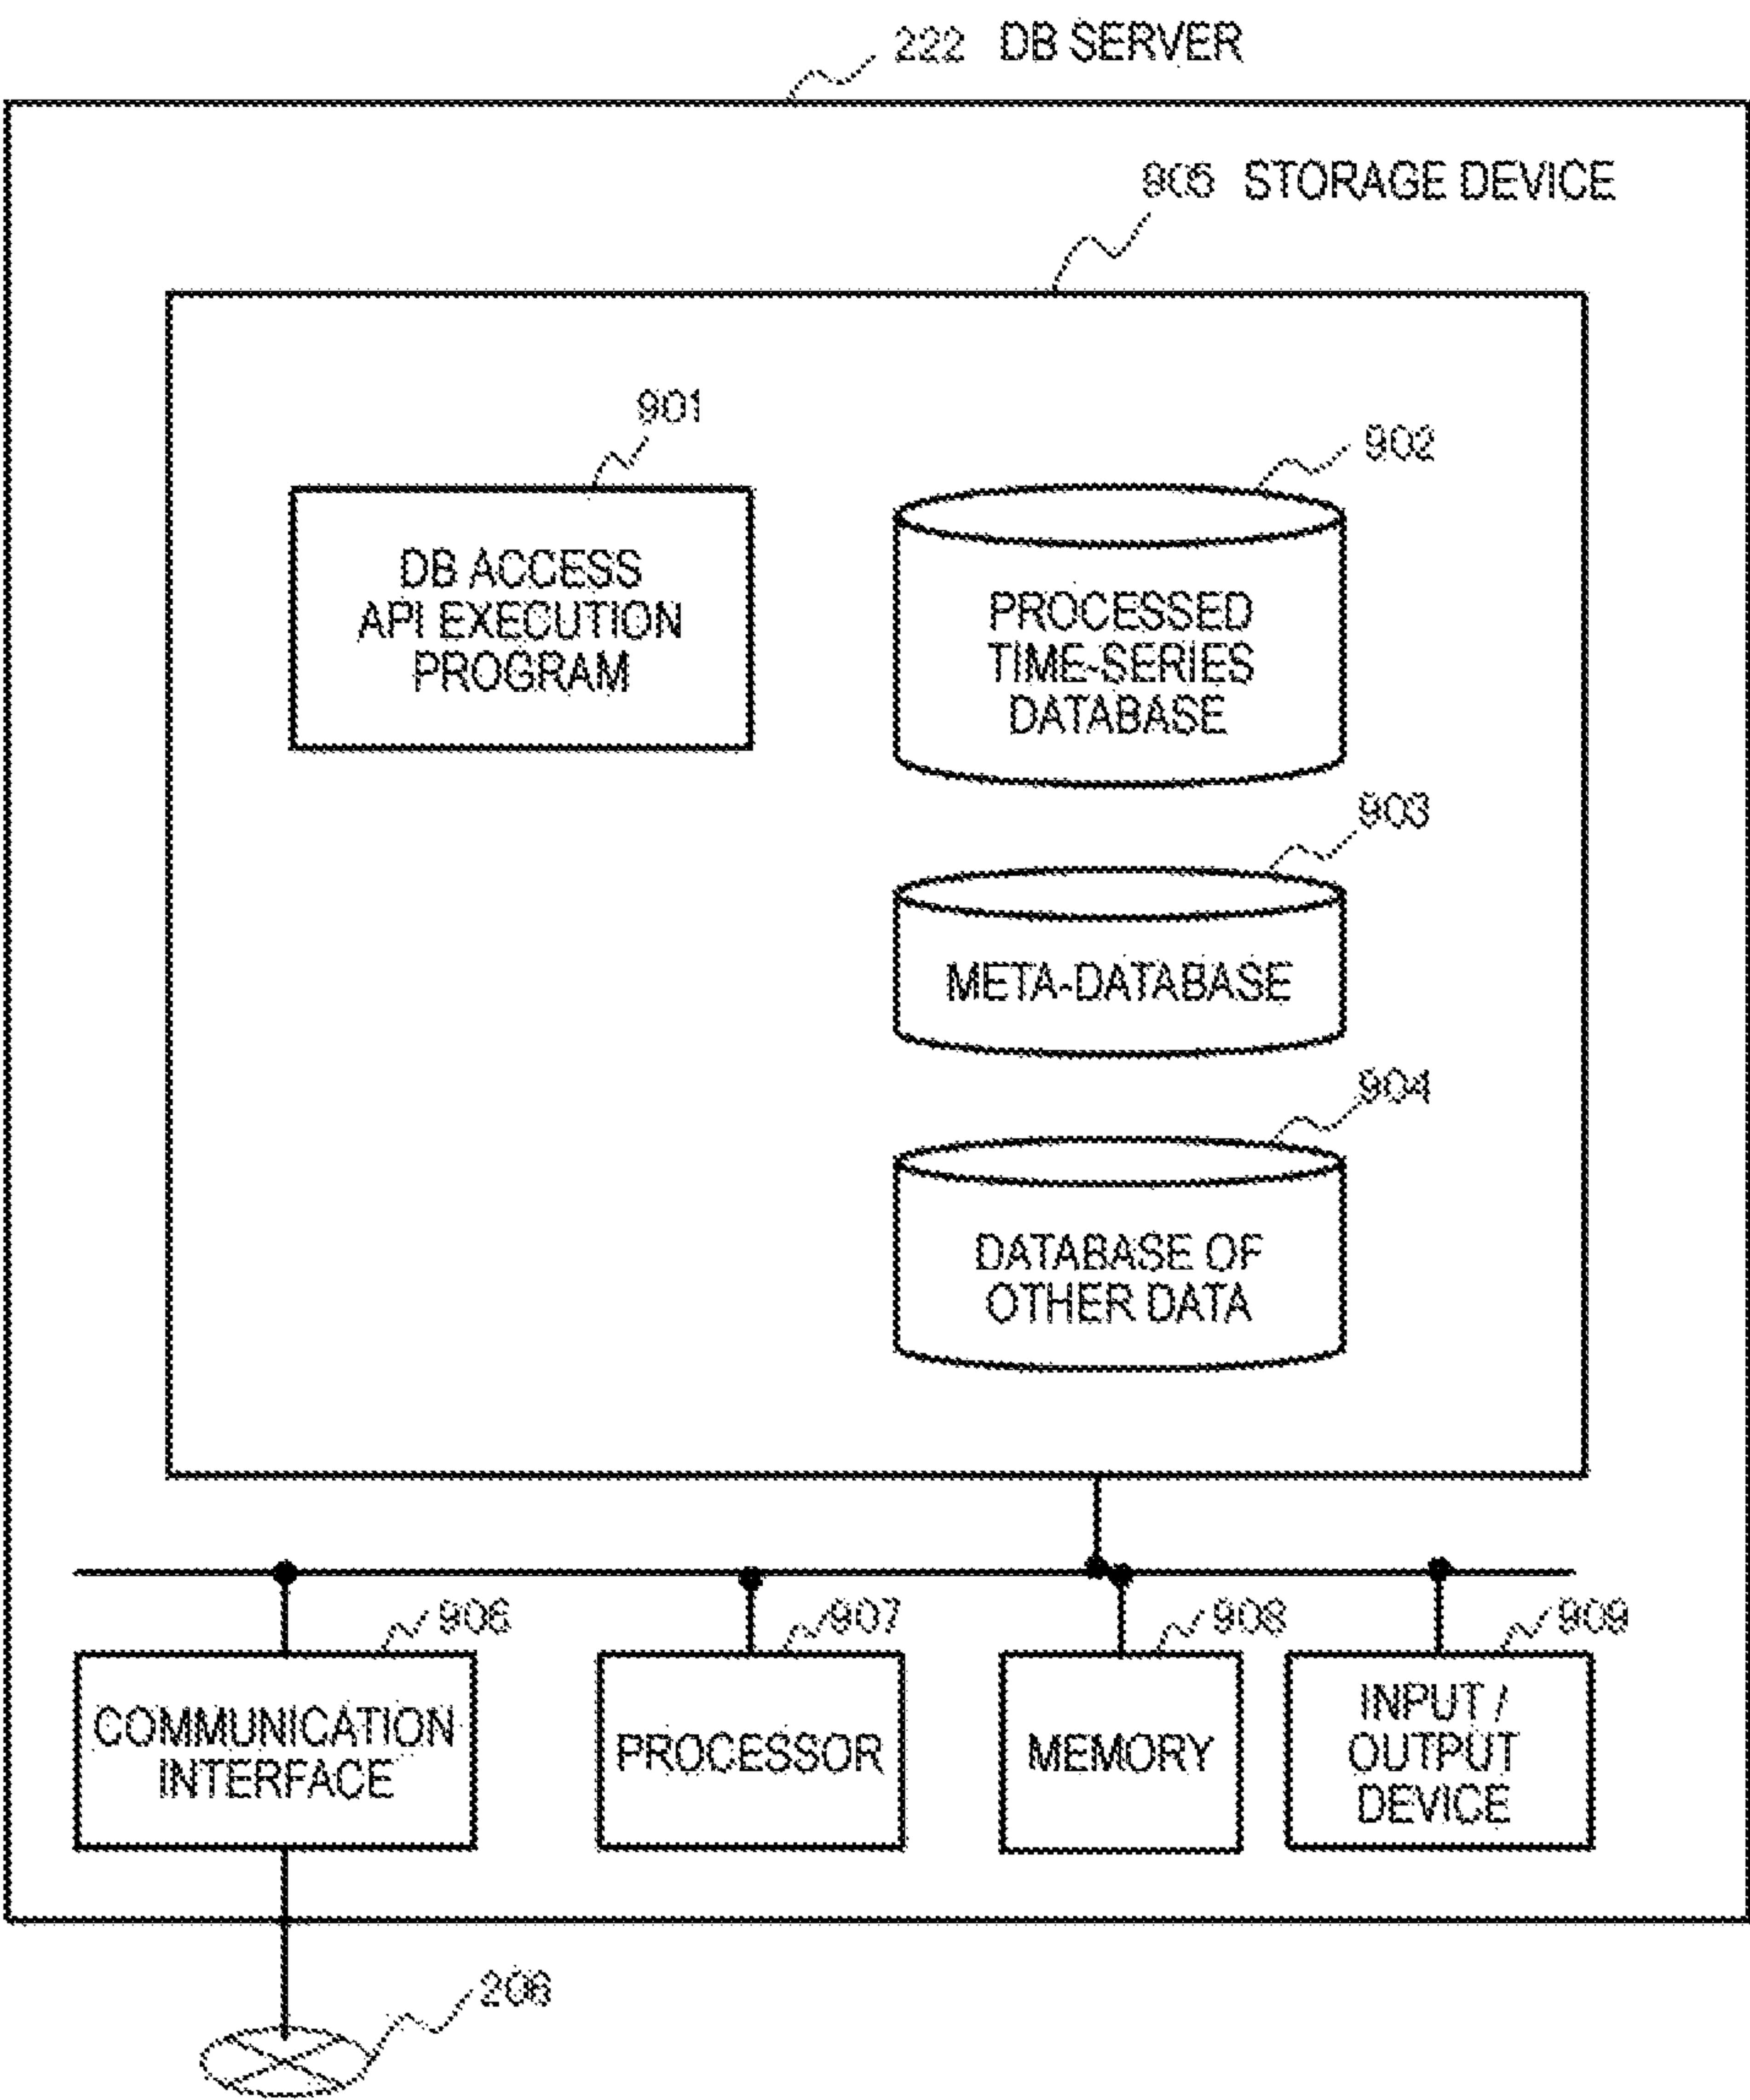 222 DB SERVER
905 STORAGE DEVICE
901
DB ACCESS
API EXECUTION
PROGRAM
902
PROCESSED
TIME-SERIES
DATABASE
903
META-DATABASE
904
DATABASE OF
OTHER DATA
906
COMMUNICATION
INTERFACE
907
PROCESSOR
908
MEMORY
909
INPUT /
OUTPUT
DEVICE
206